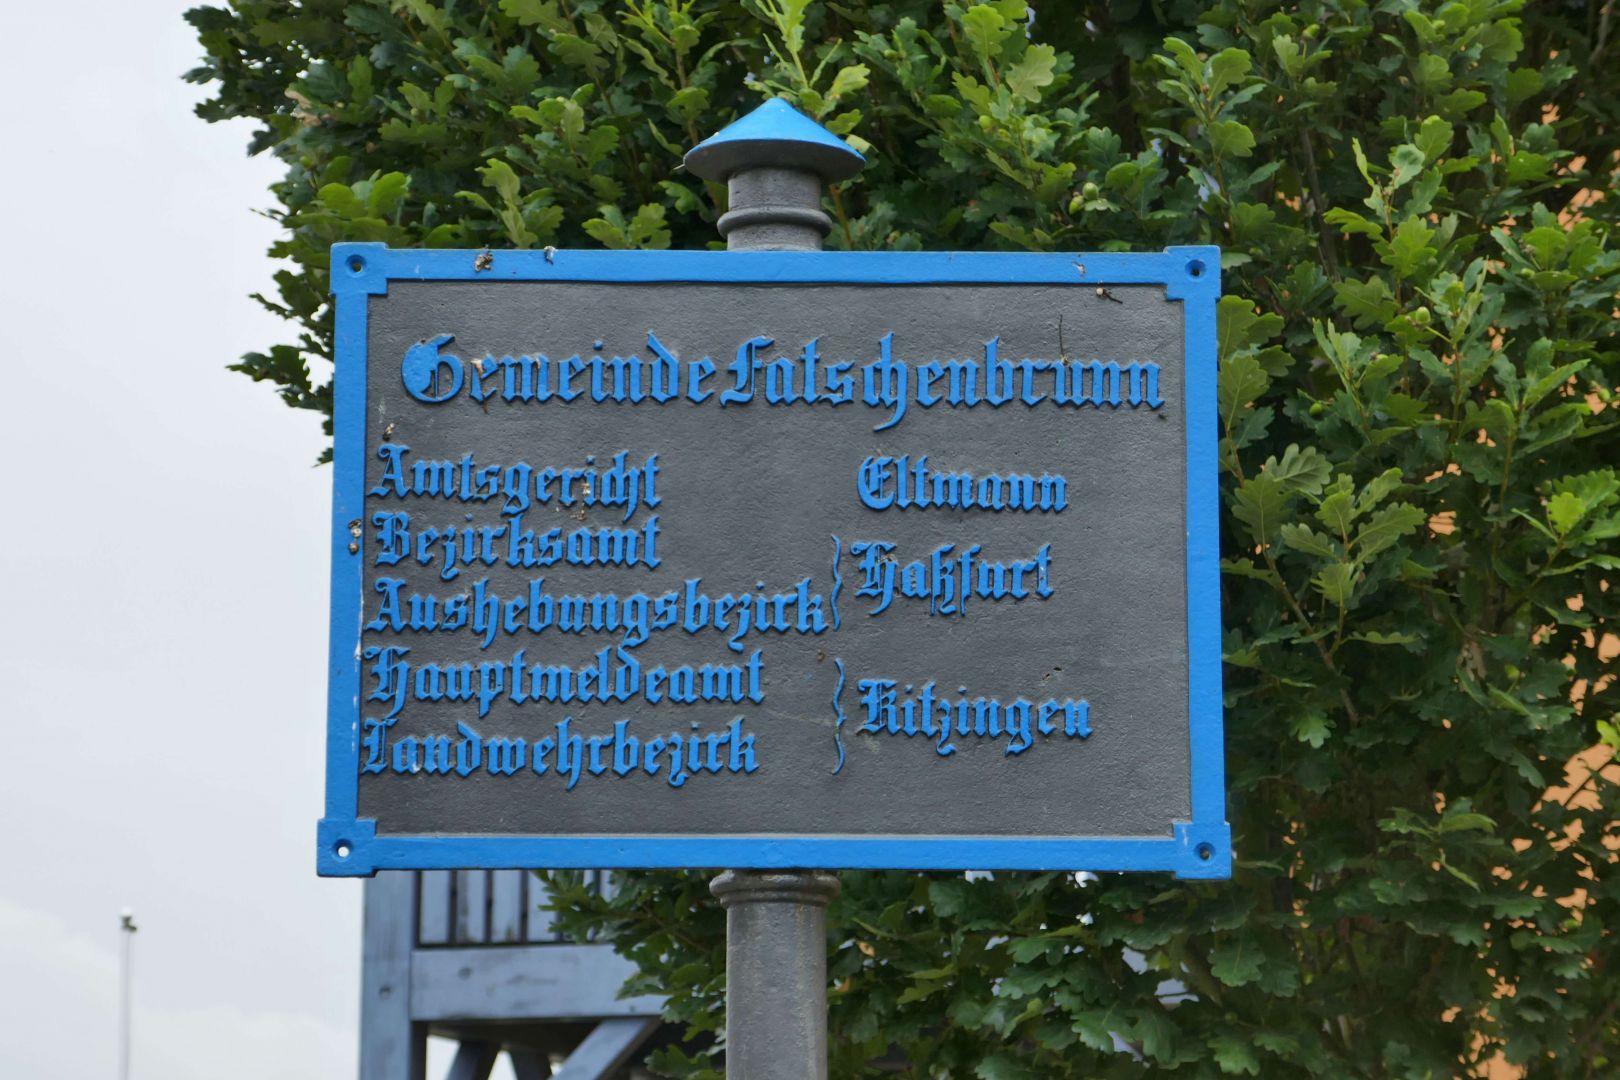 Gemeinde Fatschenbrunn
Amtsgericht Eltmann
Bezirksamt
Aushebungsbezirk } Haßfurt
Hauptmeldeamt
Landwehrbezirk } Kitzingen